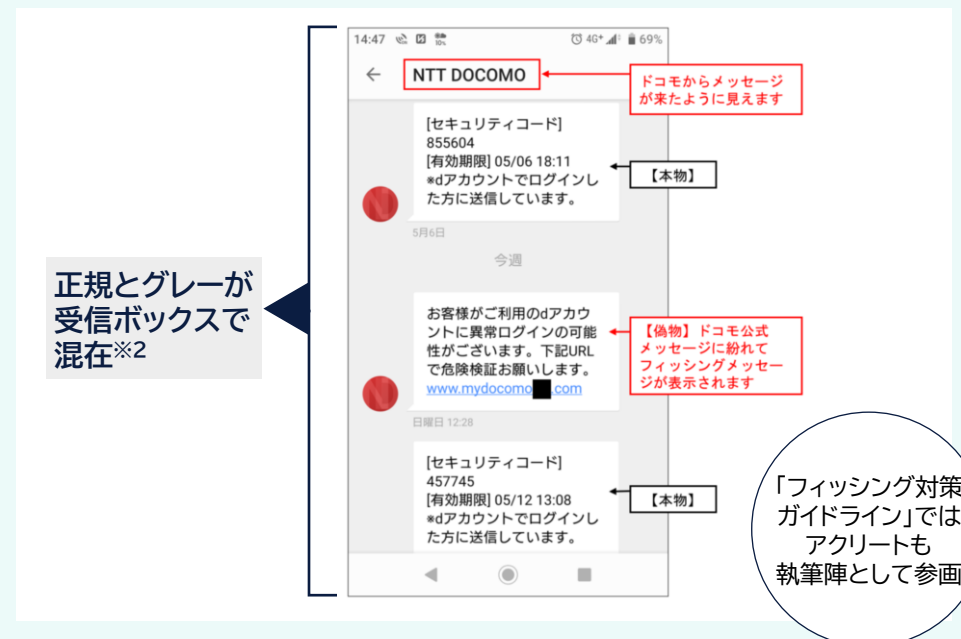 14:47
10%
4G+
69%
NTT DOCOMO
ドコモからメッセージ
が来たように見えます
[セキュリティコード]
855604
[有効期限] 05/06 18:11
※dアカウントでログインし
た方に送信しています。
【本物】
5月6日
今週
正規とグレーが
受信ボックスで
混在※2
お客様がご利用のdアカウ
ントに異常ログインの可能
性がございます。下記URL
で危険検証お願いします。
www.mydocomo
.com
【偽物】ドコモ公式
メッセージに紛れて
フィッシングメッセー
ジが表示されます
日曜日 12:28
[セキュリティコード]
457745
[有効期限] 05/12 13:08
※dアカウントでログインし
た方に送信しています。
【本物】
「フィッシング対策
ガイドライン」では
アクリートも
執筆陣として参画